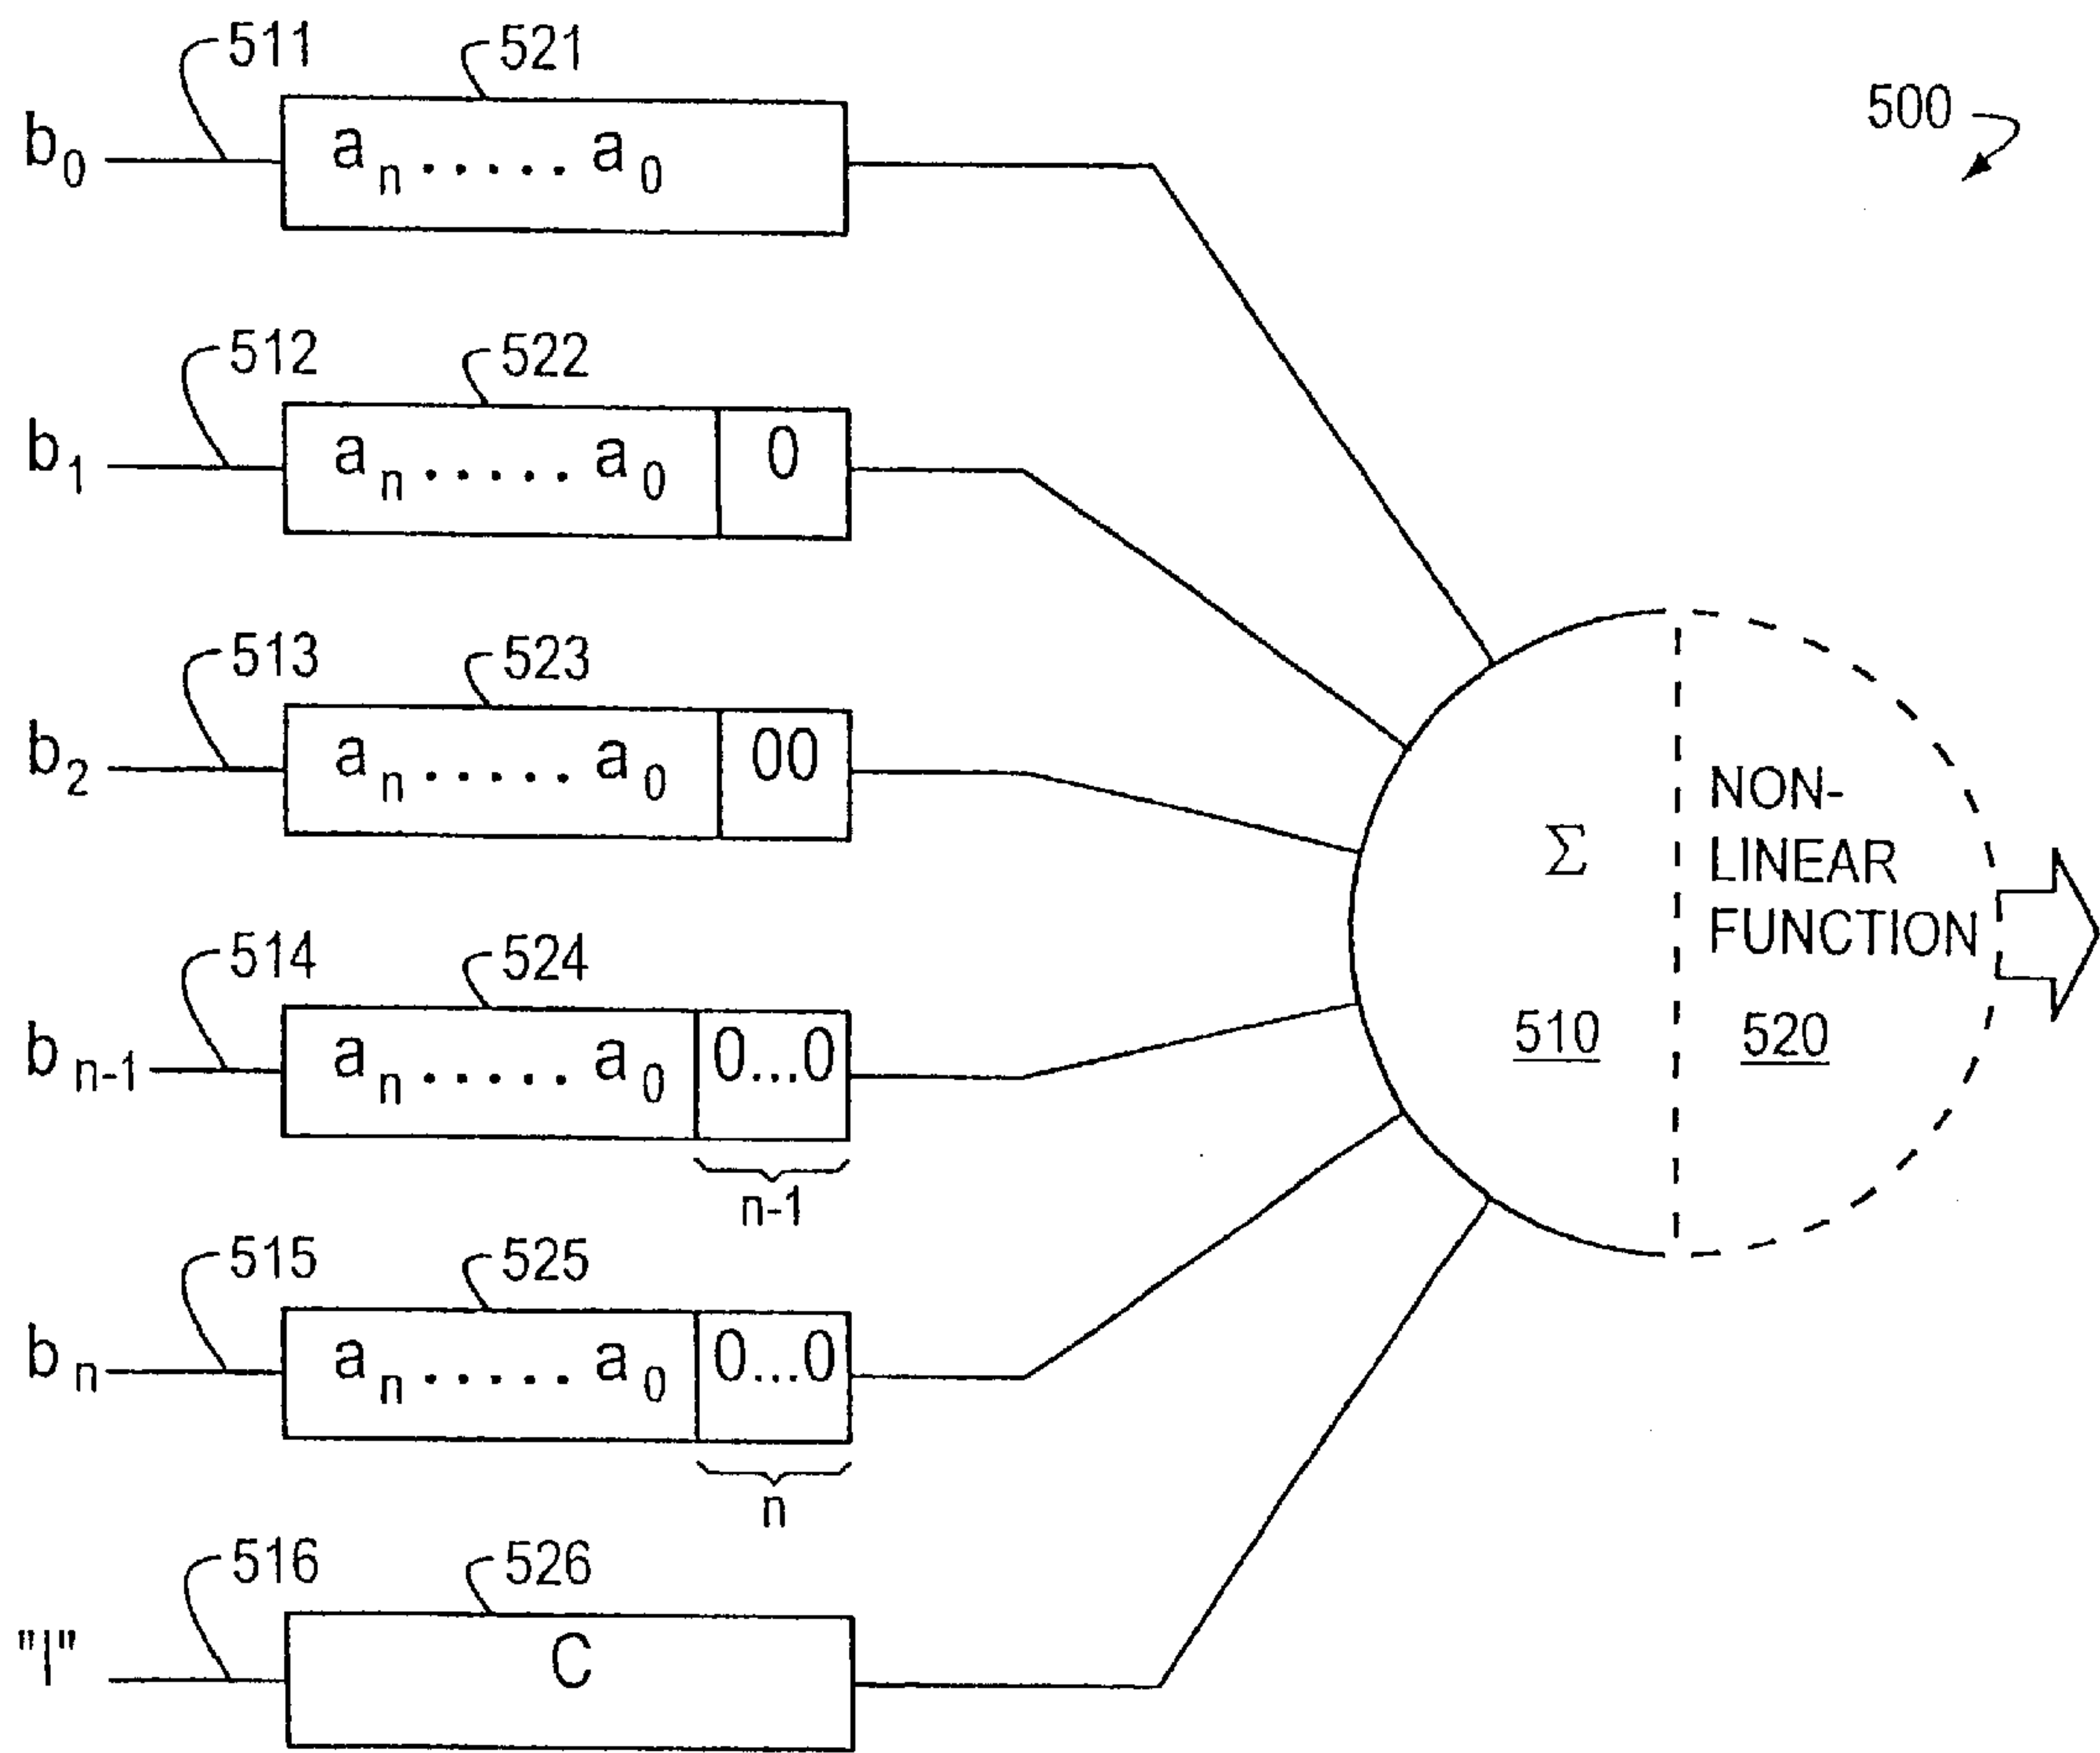 511 521
500
b₀ aₙ.....a₀
512 522
b₁ aₙ.....a₀ 0
513 523
b₂ aₙ.....a₀ 00
Σ NON-
LINEAR
FUNCTION
510 520
514 524
bₙ₋₁ aₙ.....a₀ 0...0
n-1
515 525
bₙ aₙ.....a₀ 0...0
n
516 526
"I" C